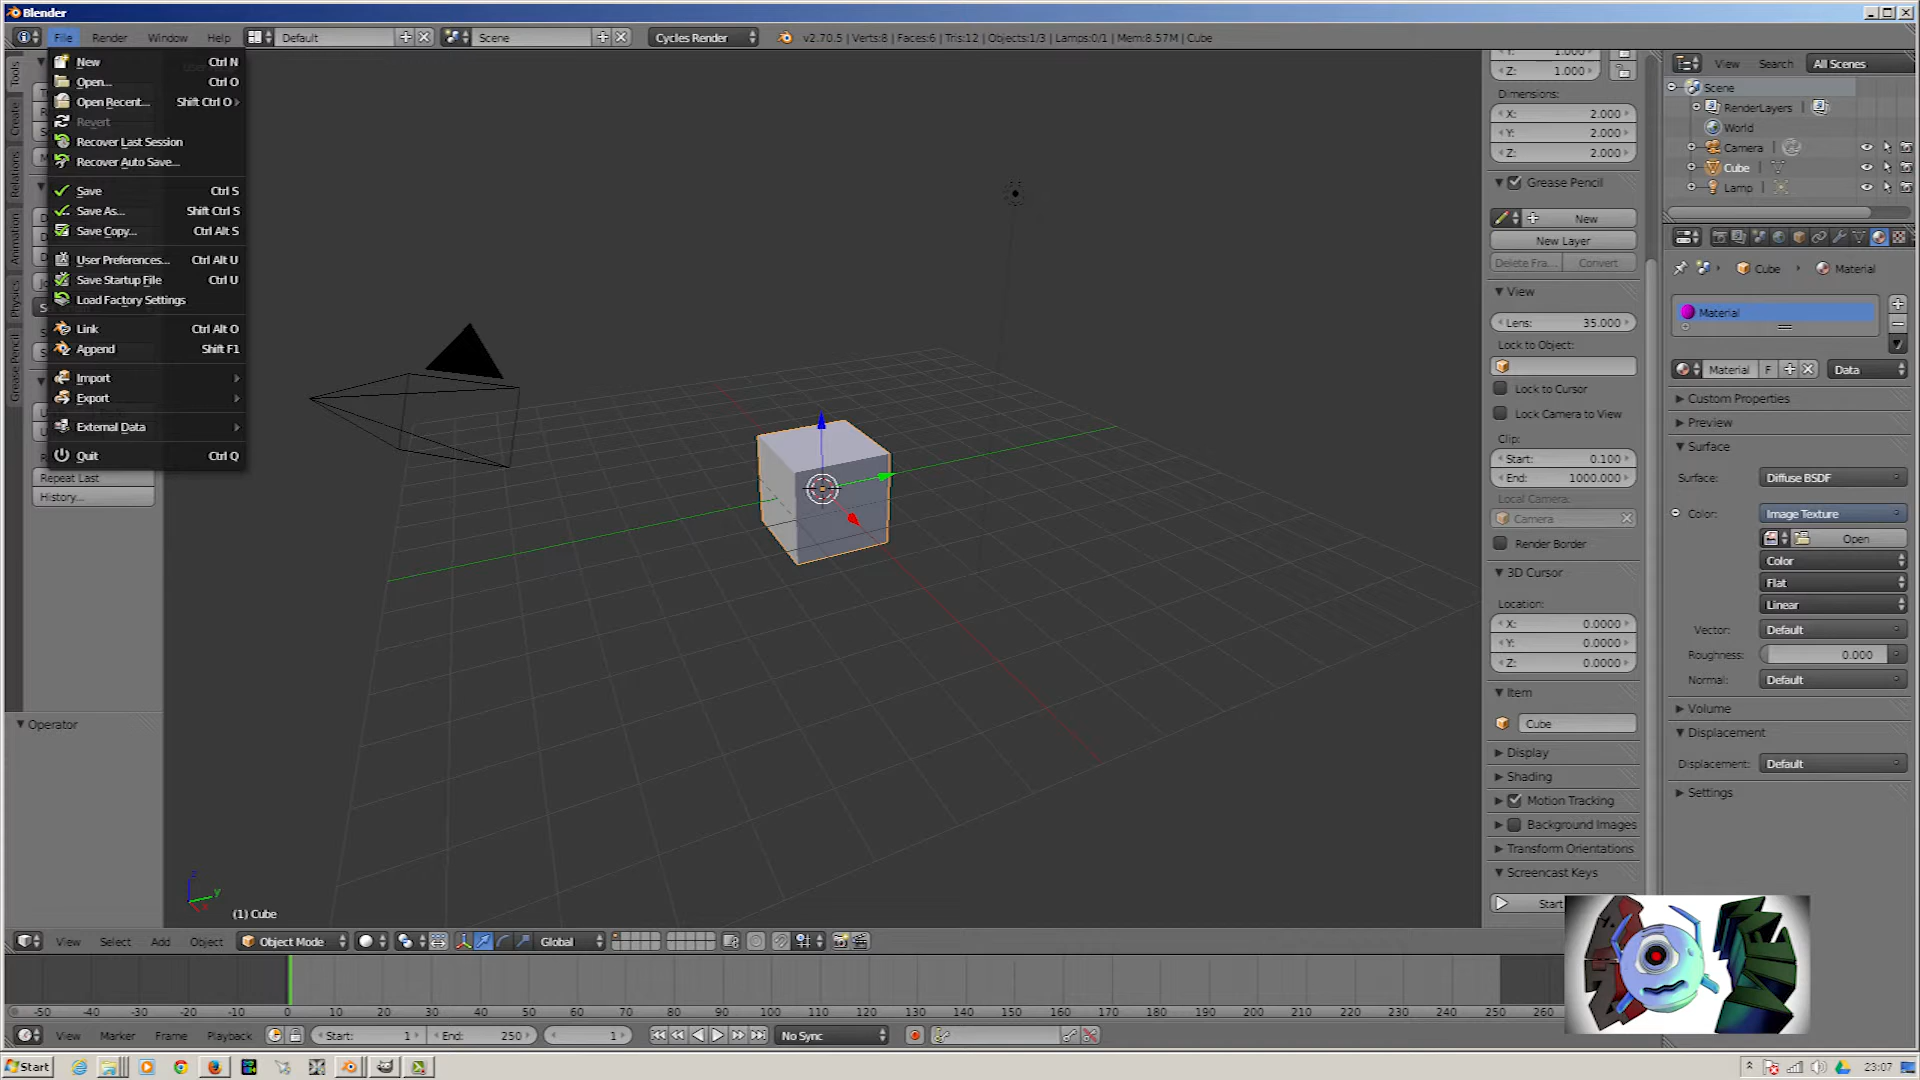 Blender
File Render Window Help Default Scene Cycles Render v2.70.5 | Verts:8 | Faces:6 | Tris:12 | Objects:1/3 | Lamps:0/1 | Mem:8.57M | Cube
New Ctrl N
Open... Ctrl O
Open Recent... Shift Ctrl O
Revert
Recover Last Session
Recover Auto Save...
Save Ctrl S
Save As... Shift Ctrl S
Save Copy... Ctrl Alt S
User Preferences... Ctrl Alt U
Save Startup File Ctrl U
Load Factory Settings
Link Ctrl Alt O
Append Shift F1
Import
Export
External Data
Quit Ctrl Q
Repeat Last
History...
Tools
Create
Relations
Animation
Physics
Grease Pencil
Operator
(1) Cube
Z: 1.000
Dimensions:
X: 2.000
Y: 2.000
Z: 2.000
Grease Pencil
New
New Layer
Delete Fra... Convert
View
Lens: 35.000
Lock to Object:
Lock to Cursor
Lock Camera to View
Clip:
Start: 0.100
End: 1000.000
Local Camera:
Camera
Render Border
3D Cursor
Location:
X: 0.0000
Y: 0.0000
Z: 0.0000
Item
Cube
Display
Shading
Motion Tracking
Background Images
Transform Orientations
Screencast Keys
Start
View Search All Scenes
Scene
RenderLayers
World
Camera
Cube
Lamp
Cube Material
Material
Material F Data
Custom Properties
Preview
Surface
Surface: Diffuse BSDF
Color: Image Texture
Open
Color
Flat
Linear
Vector: Default
Roughness: 0.000
Normal: Default
Volume
Displacement
Displacement: Default
Settings
View Select Add Object Object Mode Global
-50 -40 -30 -20 -10 0 10 20 30 40 50 60 70 80 90 100 110 120 130 140 150 160 170 180 190 200 210 220 230 240 250 260
View Marker Frame Playback Start: 1 End: 250 1 No Sync
Start 23:07